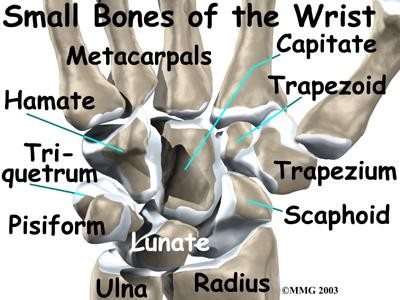 Small Bones of the Wrist
Capitate
Metacarpals
Trapezoid
Hamate
Tri-
quetrum
Trapezium
Pisiform
Scaphoid
Lunate
Ulna
Radius
©MMG 2003